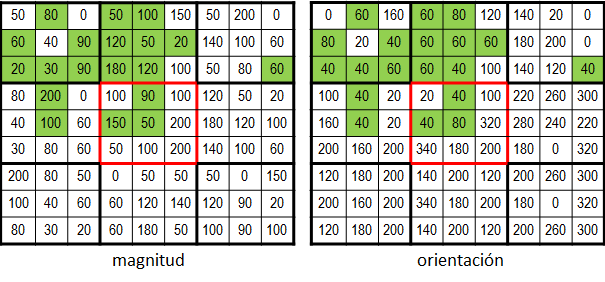 50 80 0 50 100 150 50 200 0 0 60 160 60 80 120 140 20 0
60 40 90 120 50 20 140 100 60 80 20 40 60 60 60 180 200 0
20 30 90 180 120 100 50 80 60 40 40 60 60 40 100 140 120 40
80 200 0 100 90 100 120 50 20 100 40 20 20 40 100 220 260 300
40 100 60 150 50 200 180 120 100 160 40 20 40 80 320 280 240 220
30 80 60 50 100 200 140 100 60 200 160 200 340 180 200 180 0 320
200 80 50 0 50 50 50 0 150 120 180 200 140 200 120 200 260 300
100 40 60 60 120 140 120 90 20 200 160 200 340 180 200 180 0 320
80 30 20 60 180 50 100 90 100 120 180 200 140 200 120 200 260 300
magnitud orientación